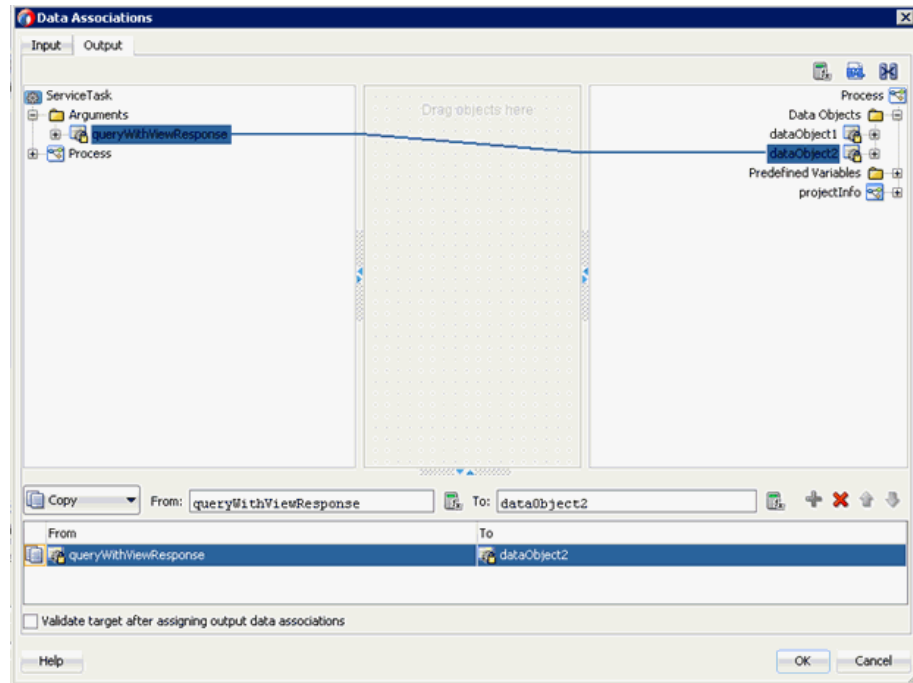 Data Associations
Input Output
ServiceTask
Arguments
queryWithViewResponse
Process
Drag objects here
Process
Data Objects
dataObject1
dataObject2
Predefined Variables
projectInfo
Copy From: queryWithViewResponse To: dataObject2
From To
queryWithViewResponse dataObject2
Validate target after assigning output data associations
Help OK Cancel